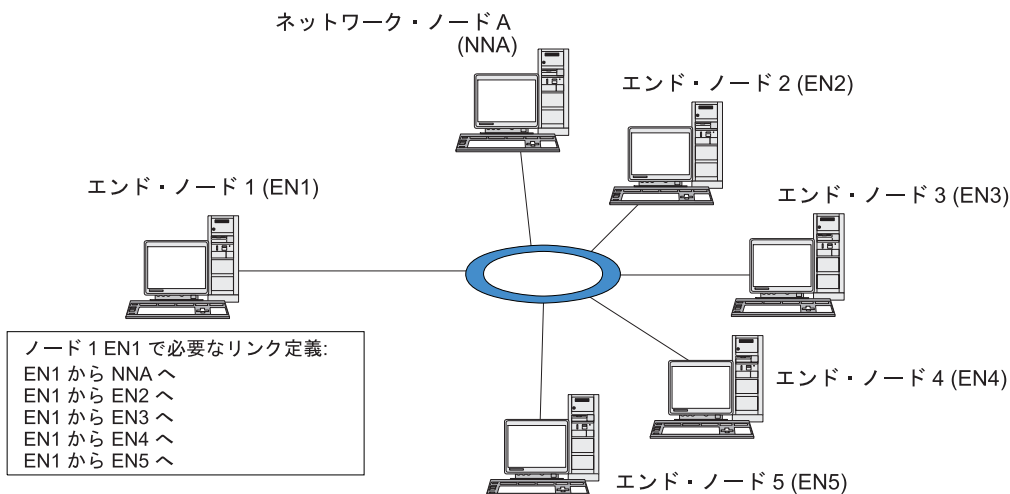 ネットワーク・ノード A
(NNA)
エンド・ノード 2 (EN2)
エンド・ノード 1 (EN1)
エンド・ノード 3 (EN3)
ノード 1 EN1 で必要なリンク定義:
EN1 から NNA へ
EN1 から EN2 へ
EN1 から EN3 へ
EN1 から EN4 へ
EN1 から EN5 へ
エンド・ノード 4 (EN4)
エンド・ノード 5 (EN5)